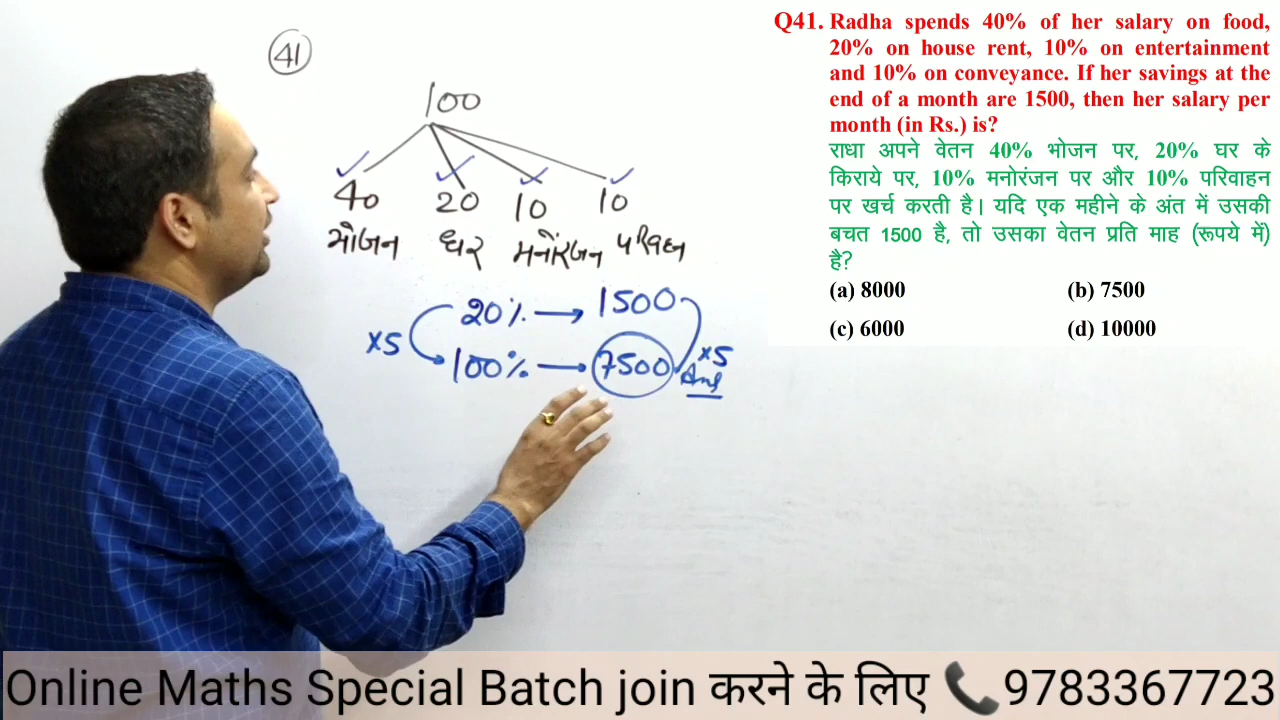 41
Q41. Radha spends 40% of her salary on food,
20% on house rent, 10% on entertainment
and 10% on conveyance. If her savings at the
end of a month are 1500, then her salary per
month (in Rs.) is?
राधा अपने वेतन 40% भोजन पर, 20% घर के
किराये पर, 10% मनोरंजन पर और 10% परिवाहन
पर खर्च करती है। यदि एक महीने के अंत में उसकी
बचत 1500 है, तो उसका वेतन प्रति माह (रूपये में)
है?
(a) 8000 (b) 7500
(c) 6000 (d) 10000
100
40 20 10 10
भोजन घर मनोरंजन
20% → 1500
×5 ×5
100% → 7500 Ans
Online Maths Special Batch join करने के लिए 📞9783367723